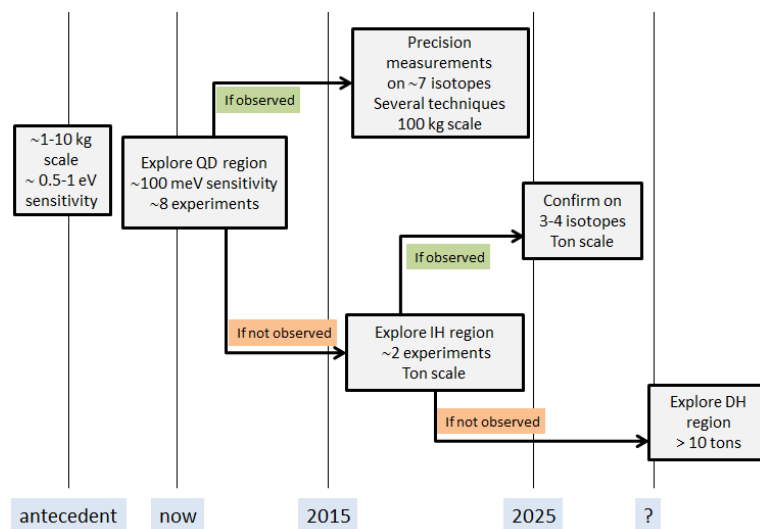 Precision
measurements
on ~7 isotopes
Several techniques
100 kg scale
If observed
~1-10 kg
scale
~ 0.5-1 eV
sensitivity
Explore QD region
~100 meV sensitivity
~8 experiments
Confirm on
3-4 isotopes
Ton scale
If observed
If not observed
Explore IH region
~2 experiments
Ton scale
Explore DH
region
> 10 tons
If not observed
antecedent
now
2015
2025
?